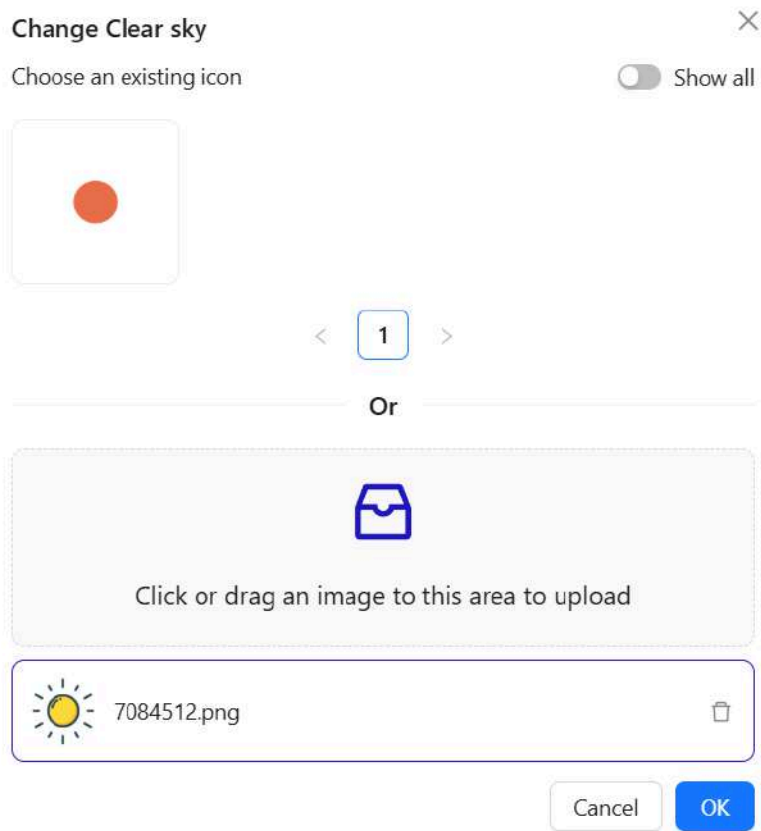 Change Clear sky
Choose an existing icon
Show all
1
Or
Click or drag an image to this area to upload
7084512.png
Cancel
OK